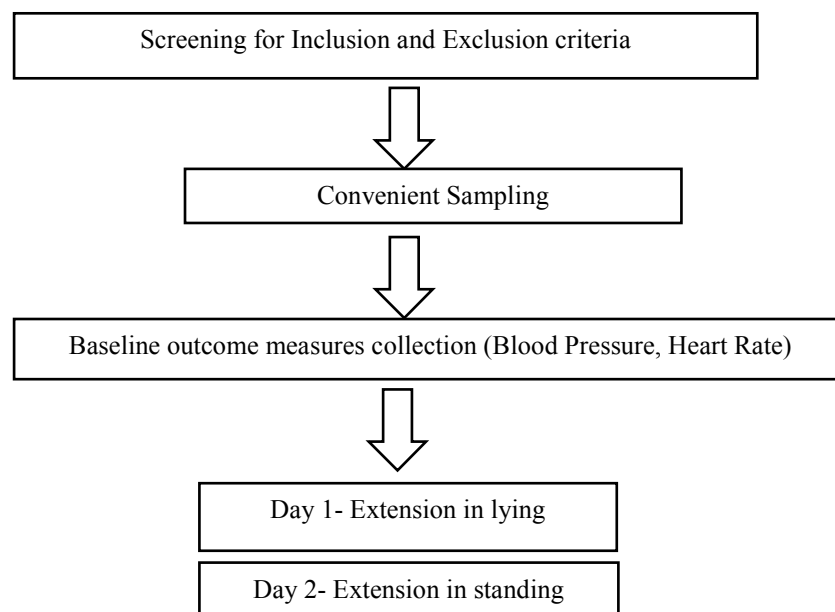 Screening for Inclusion and Exclusion criteria
Convenient Sampling
Baseline outcome measures collection (Blood Pressure, Heart Rate)
Day 1- Extension in lying
Day 2- Extension in standing